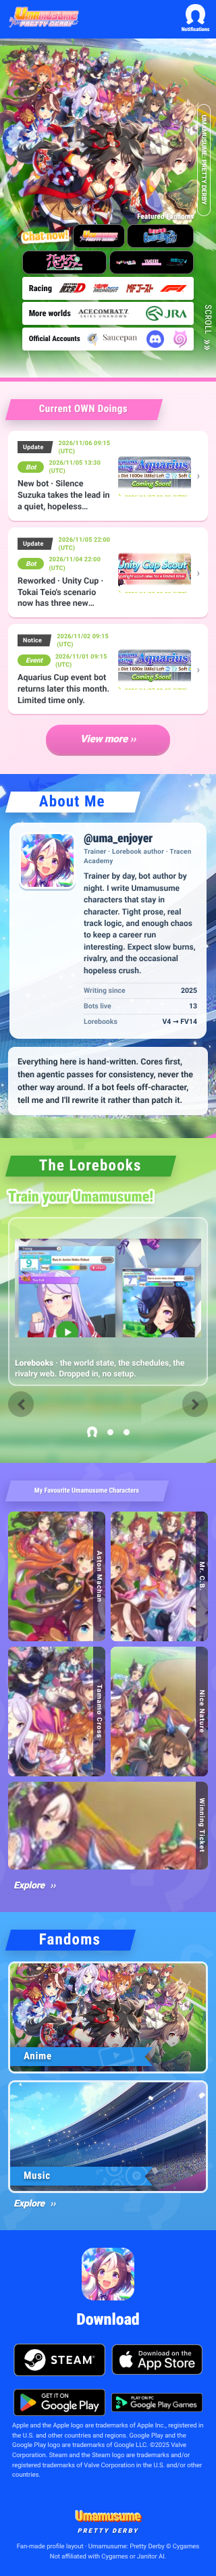 Umamusume
PRETTY DERBY
Notifications
UMAMUSUME: PRETTY DERBY
Featured Fandoms
Chat now!
Racing
F1
More worlds
ACE COMBAT 7
SKIES UNKNOWN
JRA
Official Accounts
Saucepan
SCROLL »
Current OWN Doings
Update
2026/11/06 09:15 (UTC)
Bot
2026/11/05 13:30 (UTC)
New bot · Silence
Suzuka takes the lead in
a quiet, hopeless…
Aquarius
Coming Soon!
Update
2026/11/05 22:00 (UTC)
Bot
2026/11/04 22:00 (UTC)
Reworked · Unity Cup ·
Tokai Teio's scenario
now has three new…
Unity Cup Scout
Notice
2026/11/02 09:15 (UTC)
Event
2026/11/01 09:15 (UTC)
Aquarius Cup event bot
returns later this month.
Limited time only.
Aquarius
Coming Soon!
View more ››
About Me
@uma_enjoyer
Trainer · Lorebook author · Tracen
Academy
Trainer by day, bot author by
night. I write Umamusume
characters that stay in
character. Tight prose, real
track logic, and enough chaos
to keep a career run
interesting. Expect slow burns,
rivalry, and the occasional
hopeless crush.
Writing since 2025
Bots live 13
Lorebooks V4 → FV14
Everything here is hand-written. Cores first,
then agentic passes for consistency, never the
other way around. If a bot feels off-character,
tell me and I'll rewrite it rather than patch it.
The Lorebooks
Train your Umamusume!
Lorebooks · the world state, the schedules, the
rivalry web. Dropped in, no setup.
My Favourite Umamusume Characters
Aston Machan
Mr. C.B.
Tamamo Cross
Nice Nature
Winning Ticket
Explore ››
Fandoms
Anime
Music
Explore ››
Download
STEAM
Download on the
App Store
GET IT ON
Google Play
PLAY ON PC
Google Play Games
Apple and the Apple logo are trademarks of Apple Inc., registered in
the U.S. and other countries and regions. Google Play and the
Google Play logo are trademarks of Google LLC. ©2025 Valve
Corporation. Steam and the Steam logo are trademarks and/or
registered trademarks of Valve Corporation in the U.S. and/or other
countries.
Umamusume
PRETTY DERBY
Fan-made profile layout · Umamusume: Pretty Derby © Cygames
Not affiliated with Cygames or Janitor AI.